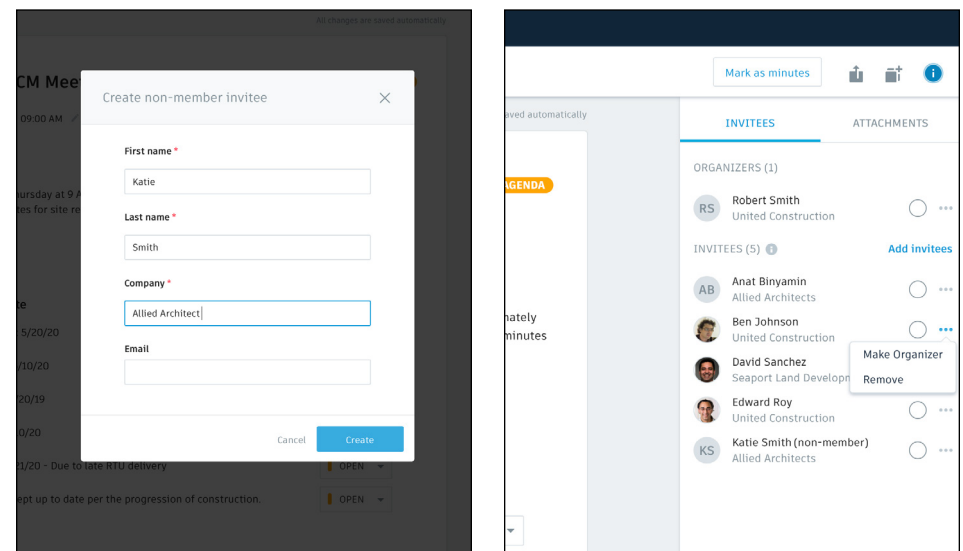 All changes are saved automatically
CM Mee
09:00 AM
Create non-member invitee
First name *
Katie
hursday at 9 A
tes for site re
Last name *
Smith
Company *
Allied Architect
te
5/20/20
Email
/10/20
/20/19
0/20
Cancel
Create
1/20 - Due to late RTU delivery
OPEN
ept up to date per the progression of construction.
OPEN
Mark as minutes
i
aved automatically
INVITEES
ATTACHMENTS
AGENDA
ORGANIZERS (1)
RS
Robert Smith
United Construction
INVITEES (5)
Add invitees
AB
Anat Binyamin
Allied Architects
nately
minutes
Ben Johnson
United Construction
Make Organizer
Remove
David Sanchez
Seaport Land Developm
Edward Roy
United Construction
KS
Katie Smith (non-member)
Allied Architects